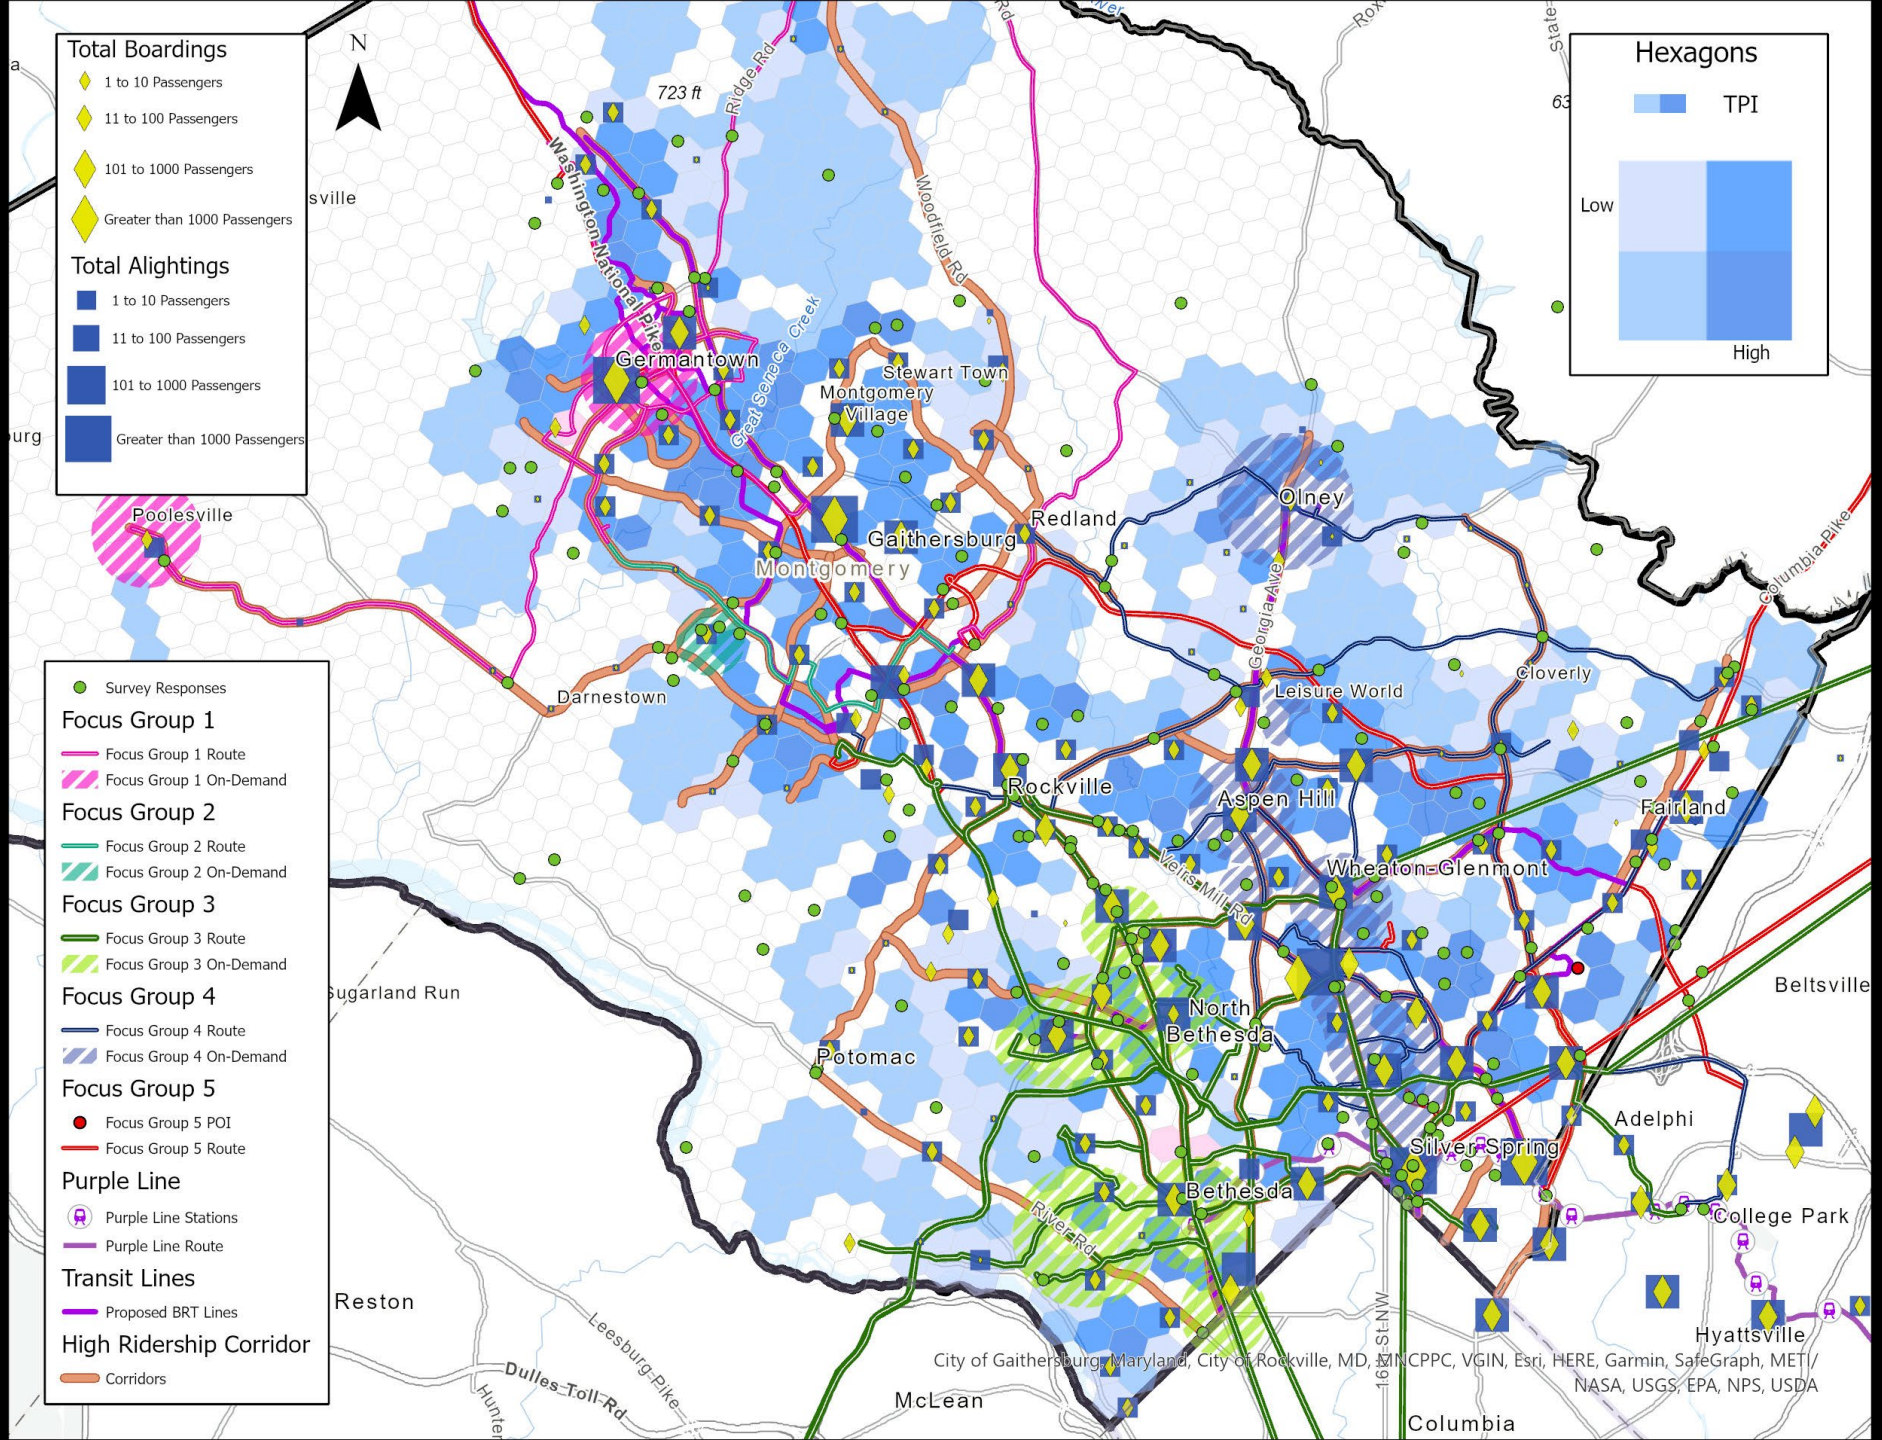 Total Boardings
1 to 10 Passengers
11 to 100 Passengers
101 to 1000 Passengers
Greater than 1000 Passengers
Total Alightings
1 to 10 Passengers
11 to 100 Passengers
101 to 1000 Passengers
Greater than 1000 Passengers
N
Hexagons
TPI
Low
High
Survey Responses
Focus Group 1
Focus Group 1 Route
Focus Group 1 On-Demand
Focus Group 2
Focus Group 2 Route
Focus Group 2 On-Demand
Focus Group 3
Focus Group 3 Route
Focus Group 3 On-Demand
Focus Group 4
Focus Group 4 Route
Focus Group 4 On-Demand
Focus Group 5
Focus Group 5 POI
Focus Group 5 Route
Purple Line
Purple Line Stations
Purple Line Route
Transit Lines
Proposed BRT Lines
High Ridership Corridor
Corridors
723 ft
Ridge Rd
Rd
State
63
sville
Washington National Pike
Woodfield Rd
Great Seneca Creek
Germantown
Stewart Town
Montgomery
Village
Olney
Poolesville
Redland
Gaithersburg
Montgomery
Columbia Pike
Georgia Ave
Darnestown
Leisure World
Cloverly
Rockville
Aspen Hill
Fairland
Veirs Mill Rd
Wheaton-Glenmont
Sugarland Run
Beltsville
North
Bethesda
Potomac
Adelphi
Silver Spring
Bethesda
River Rd
College Park
Reston
Leesburg Pike
Dulles Toll Rd
Hunter
16th St NW
Hyattsville
McLean
Columbia
City of Gaithersburg, Maryland, City of Rockville, MD, MNCPPC, VGIN, Esri, HERE, Garmin, SafeGraph, METI/
NASA, USGS, EPA, NPS, USDA